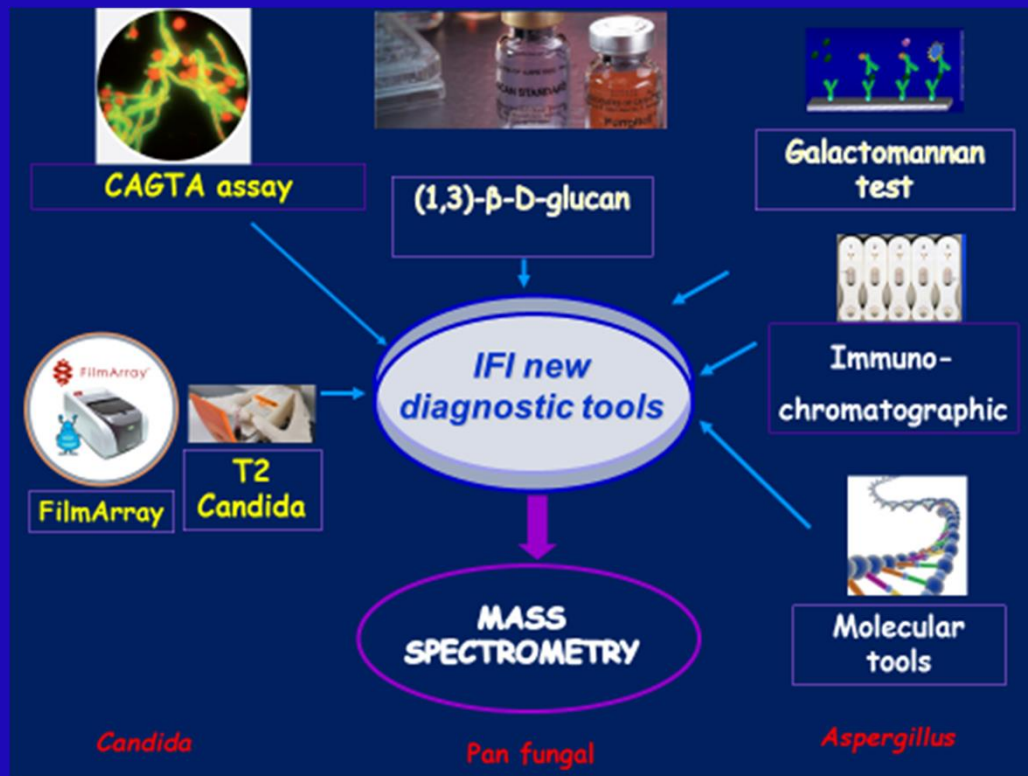 CAGTA assay
(1,3)-β-D-glucan
Galactomannan
test
IFI new
diagnostic tools
Immuno-
chromatographic
FilmArray
FilmArray
T2
Candida
MASS
SPECTROMETRY
Molecular
tools
Candida
Pan fungal
Aspergillus